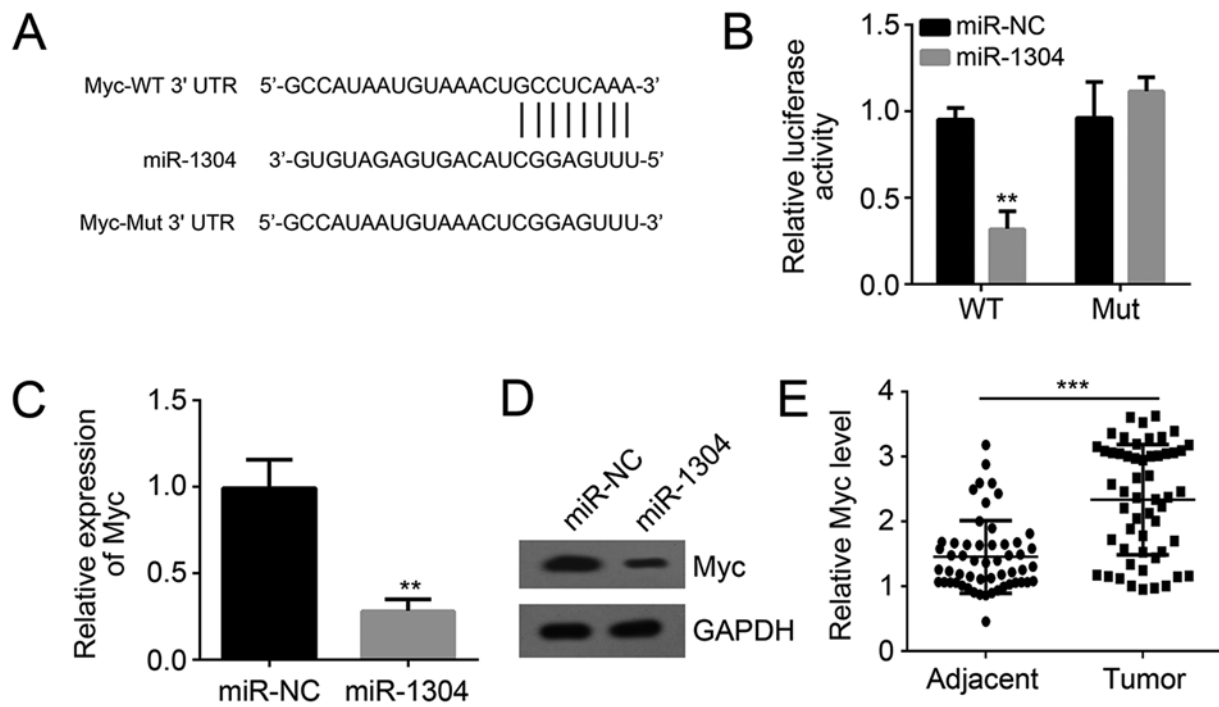 A
Myc-WT 3' UTR 5'-GCCAUAAUGUAAACUGCCUCAAA-3'
miR-1304 3'-GUGUAGAGUGACAUCGGAGUUU-5'
Myc-Mut 3' UTR 5'-GCCAUAAUGUAAACUCGGAGUUU-3'
B
Relative luciferase
activity
1.5
1.0
0.5
0.0
miR-NC
miR-1304
**
WT Mut
C
Relative expression
of Myc
1.5
1.0
0.5
0.0
**
miR-NC miR-1304
D
miR-NC miR-1304
Myc
GAPDH
E
Relative Myc level
4
3
2
1
0
***
Adjacent Tumor